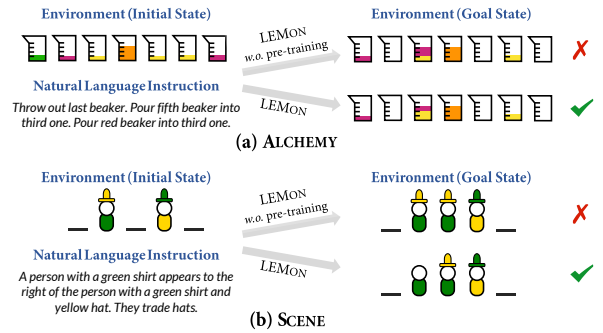 Environment (Initial State)
LEMON
w.o. pre-training
Environment (Goal State)
Natural Language Instruction
Throw out last beaker. Pour fifth beaker into
third one. Pour red beaker into third one.
LEMON
(a) ALCHEMY
Environment (Initial State)
LEMON
w.o. pre-training
Environment (Goal State)
Natural Language Instruction
A person with a green shirt appears to the
right of the person with a green shirt and
yellow hat. They trade hats.
LEMON
(b) SCENE